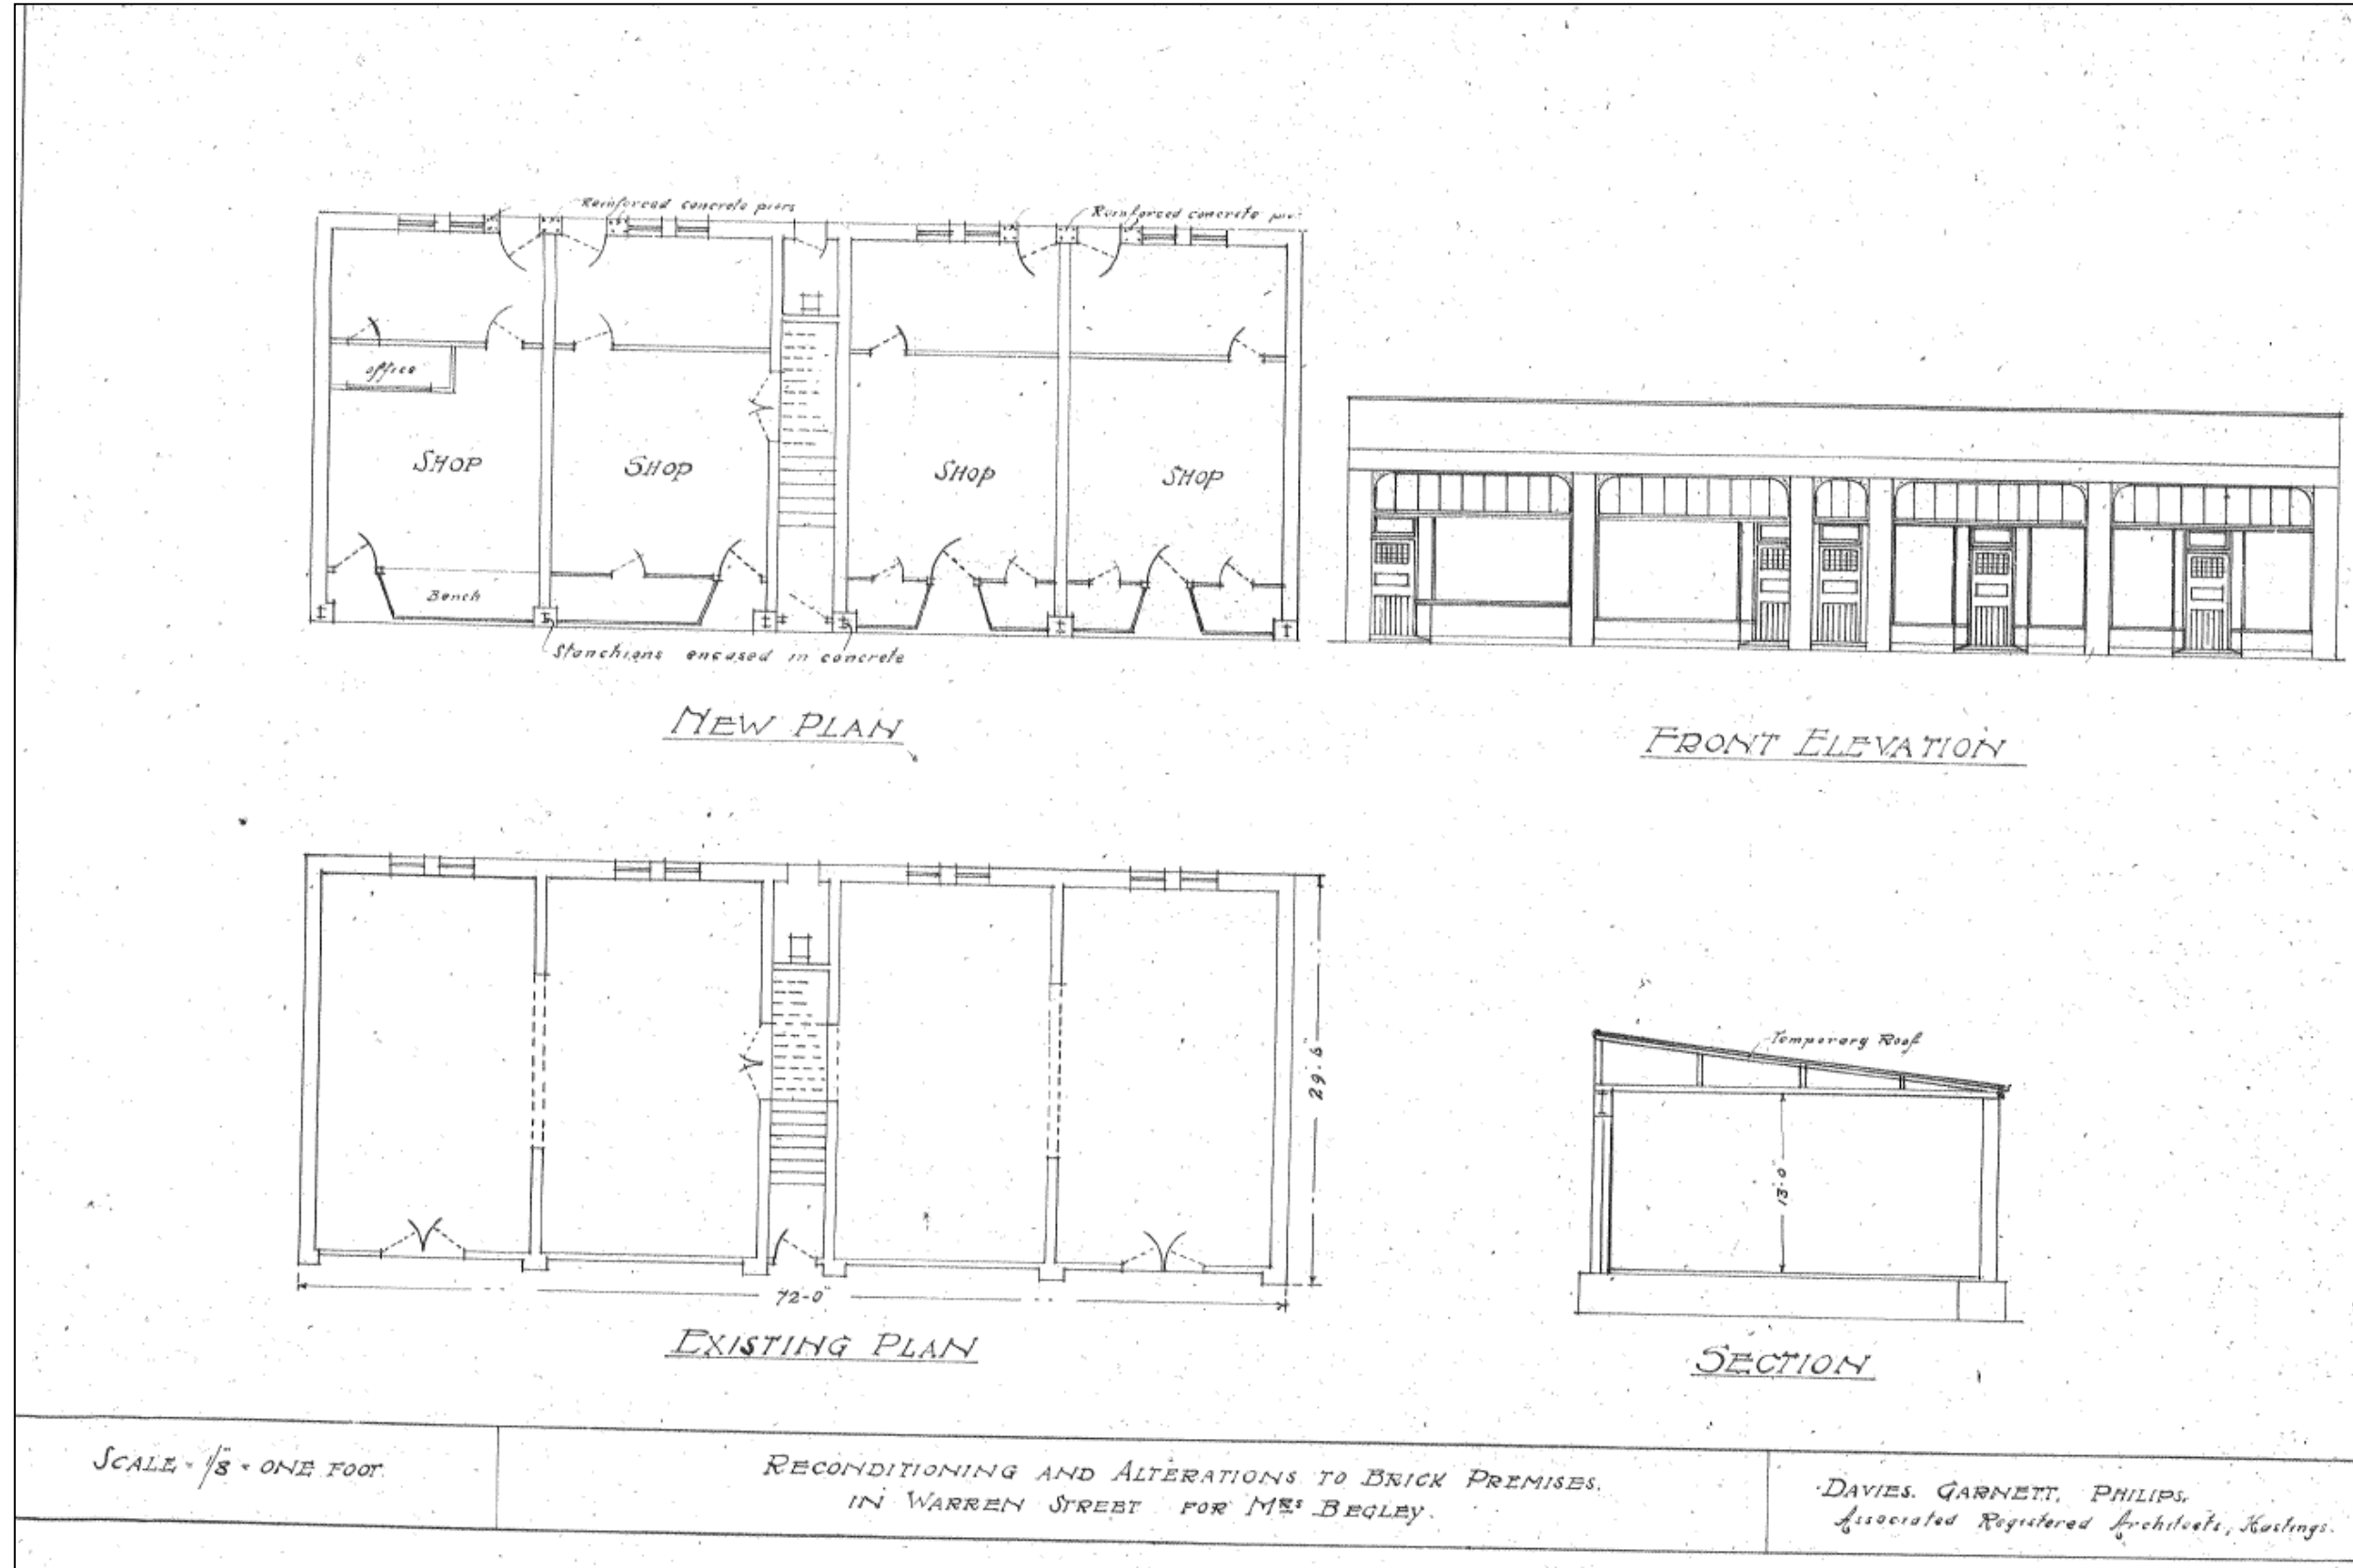 Reinforced concrete piers
Reinforced concrete
office
SHOP
SHOP
SHOP
SHOP
Bench
Stanchions encased in concrete
NEW PLAN
FRONT ELEVATION
29'-6"
72-0"
EXISTING PLAN
Temporary Roof
13'-0"
SECTION
SCALE - 1/8" = ONE FOOT.
RECONDITIONING AND ALTERATIONS TO BRICK PREMISES.
IN WARREN STREET FOR MRS BEGLEY.
DAVIES. GARNETT. PHILIPS.
Associated Registered Architects, Hastings.